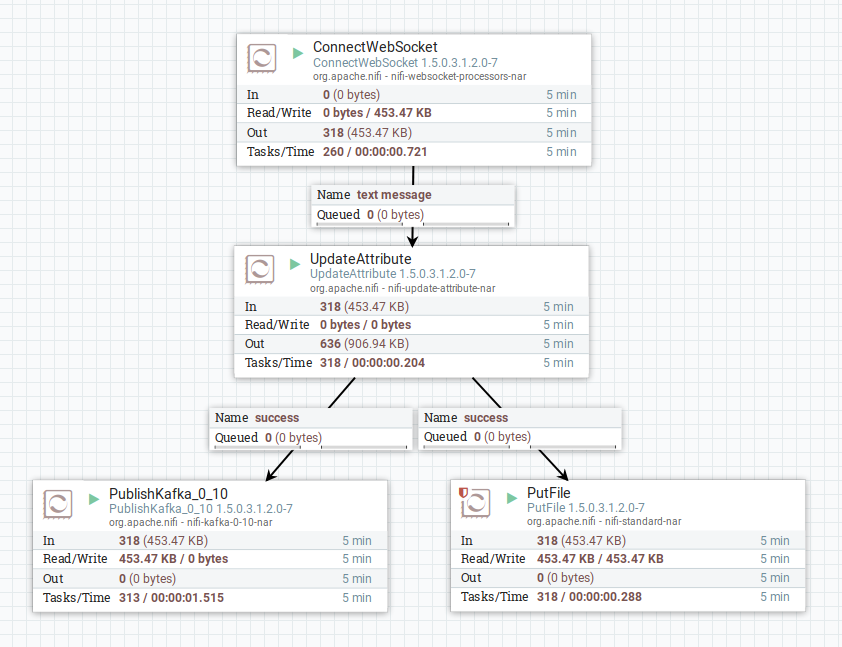 ConnectWebSocket
ConnectWebSocket 1.5.0.3.1.2.0-7
org.apache.nifi - nifi-websocket-processors-nar
In 0 (0 bytes) 5 min
Read/Write 0 bytes / 453.47 KB 5 min
Out 318 (453.47 KB) 5 min
Tasks/Time 260 / 00:00:00.721 5 min
Name text message
Queued 0 (0 bytes)
UpdateAttribute
UpdateAttribute 1.5.0.3.1.2.0-7
org.apache.nifi - nifi-update-attribute-nar
In 318 (453.47 KB) 5 min
Read/Write 0 bytes / 0 bytes 5 min
Out 636 (906.94 KB) 5 min
Tasks/Time 318 / 00:00:00.204 5 min
Name success
Queued 0 (0 bytes)
Name success
Queued 0 (0 bytes)
PublishKafka_0_10
PublishKafka_0_10 1.5.0.3.1.2.0-7
org.apache.nifi - nifi-kafka-0-10-nar
In 318 (453.47 KB) 5 min
Read/Write 453.47 KB / 0 bytes 5 min
Out 0 (0 bytes) 5 min
Tasks/Time 313 / 00:00:01.515 5 min
PutFile
PutFile 1.5.0.3.1.2.0-7
org.apache.nifi - nifi-standard-nar
In 318 (453.47 KB) 5 min
Read/Write 453.47 KB / 453.47 KB 5 min
Out 0 (0 bytes) 5 min
Tasks/Time 318 / 00:00:00.288 5 min